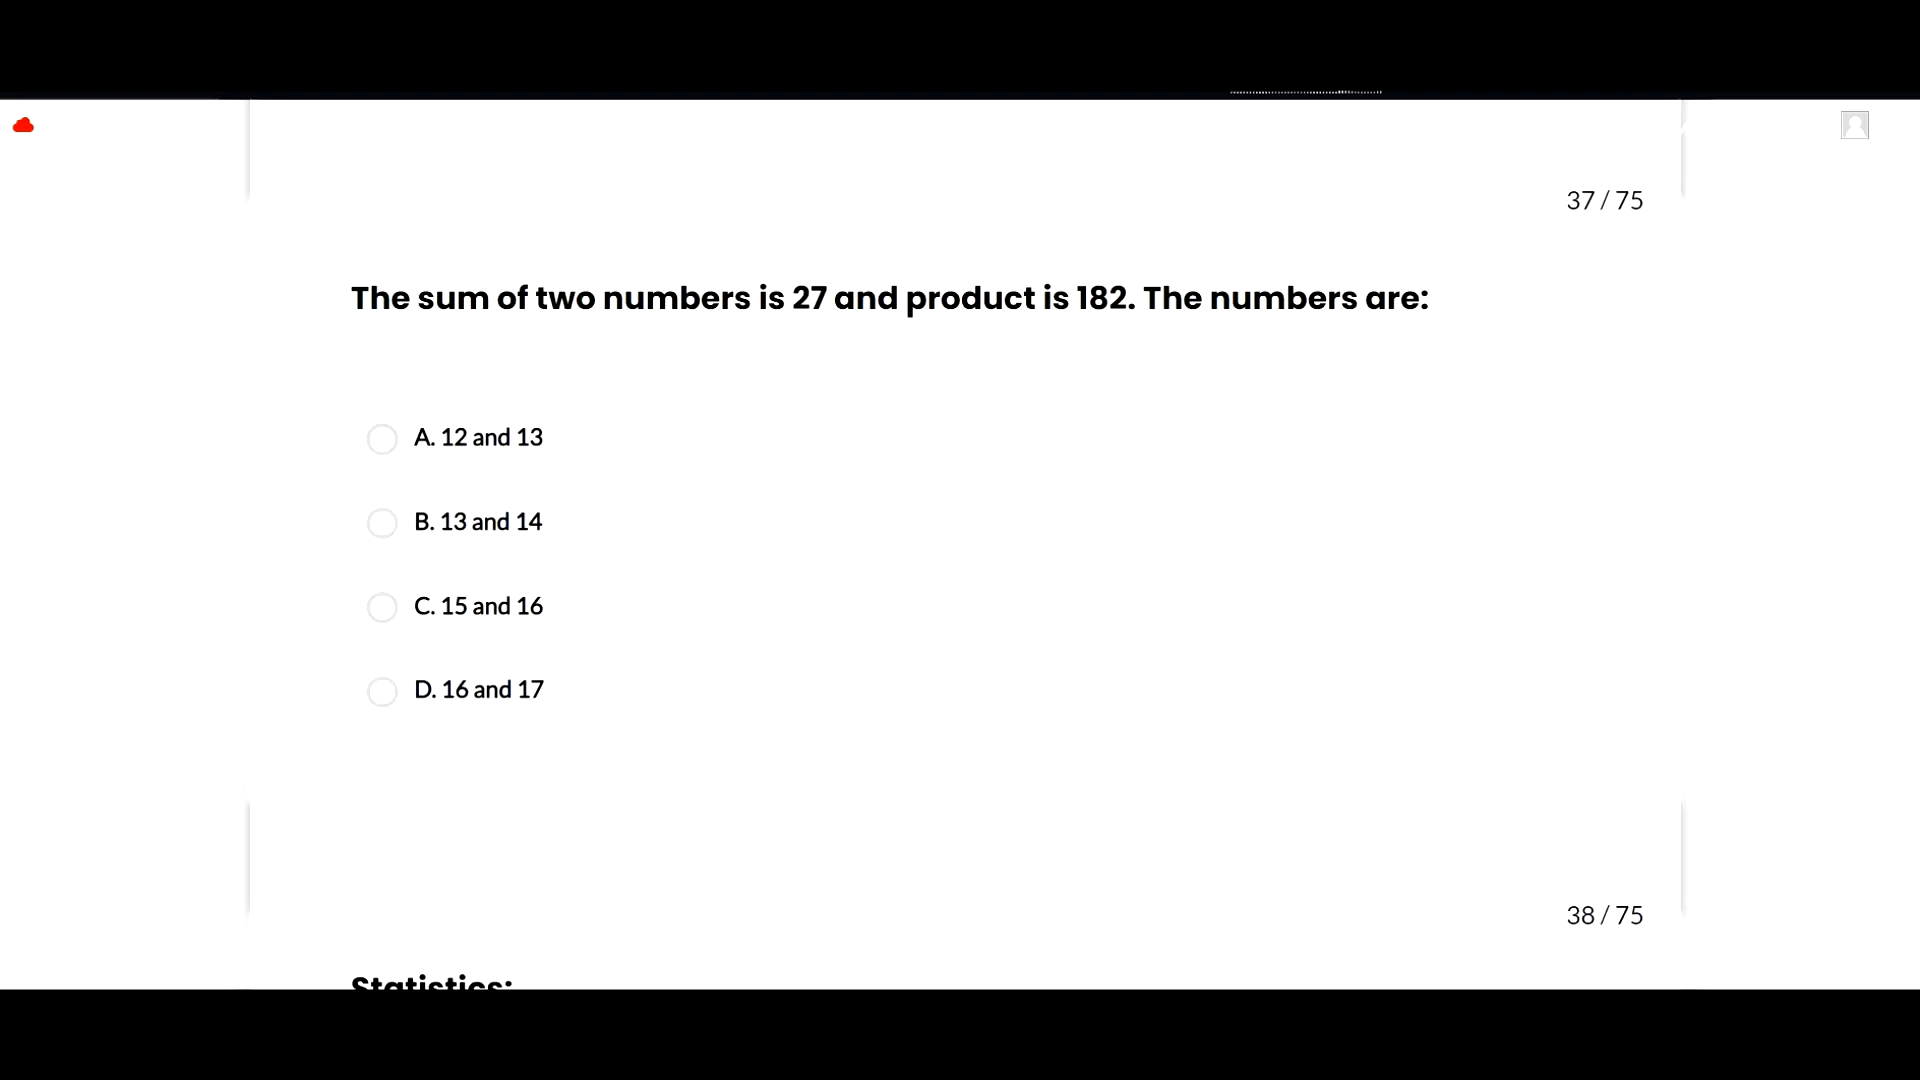 37 / 75
The sum of two numbers is 27 and product is 182. The numbers are:
A. 12 and 13
B. 13 and 14
C. 15 and 16
D. 16 and 17
38 / 75
Statistics: